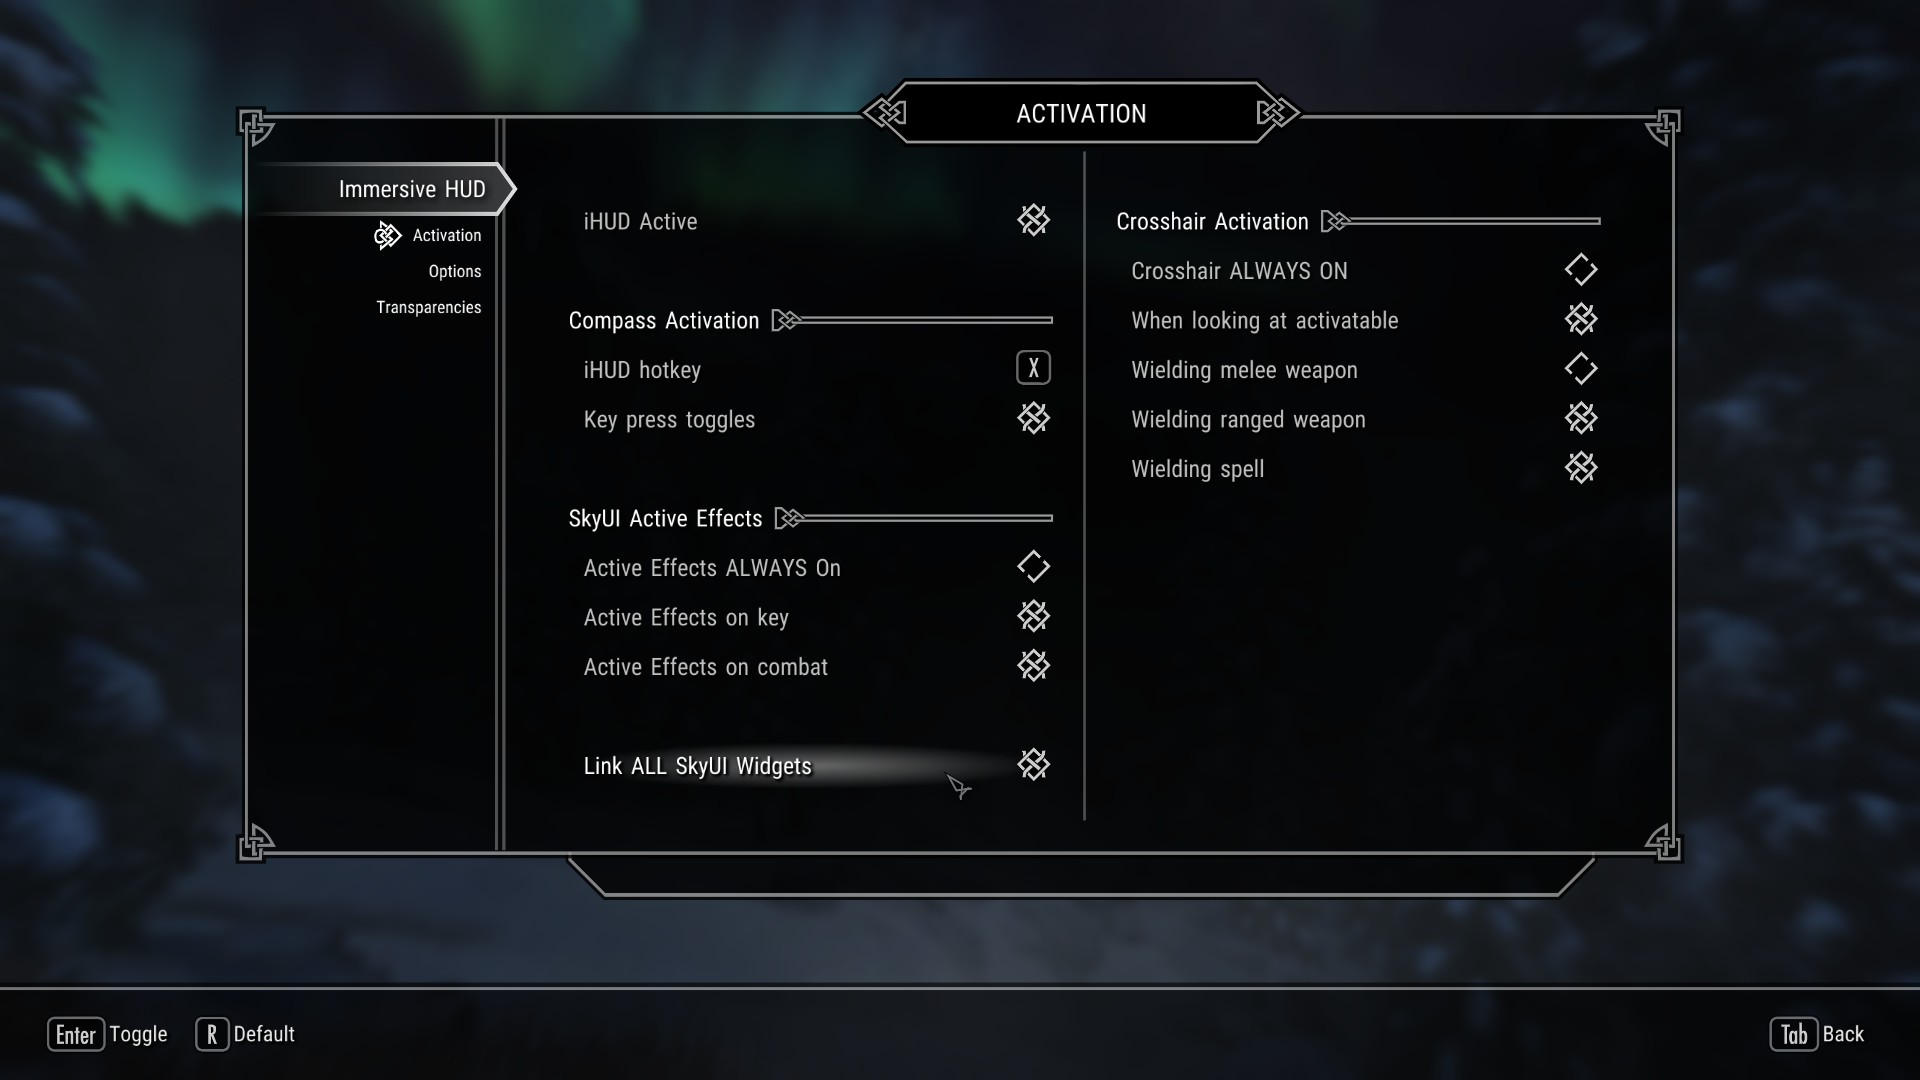 ACTIVATION
Immersive HUD
Activation
Options
Transparencies
iHUD Active
Compass Activation
iHUD hotkey X
Key press toggles
SkyUI Active Effects
Active Effects ALWAYS On
Active Effects on key
Active Effects on combat
Link ALL SkyUI Widgets
Crosshair Activation
Crosshair ALWAYS ON
When looking at activatable
Wielding melee weapon
Wielding ranged weapon
Wielding spell
Enter Toggle R Default Tab Back